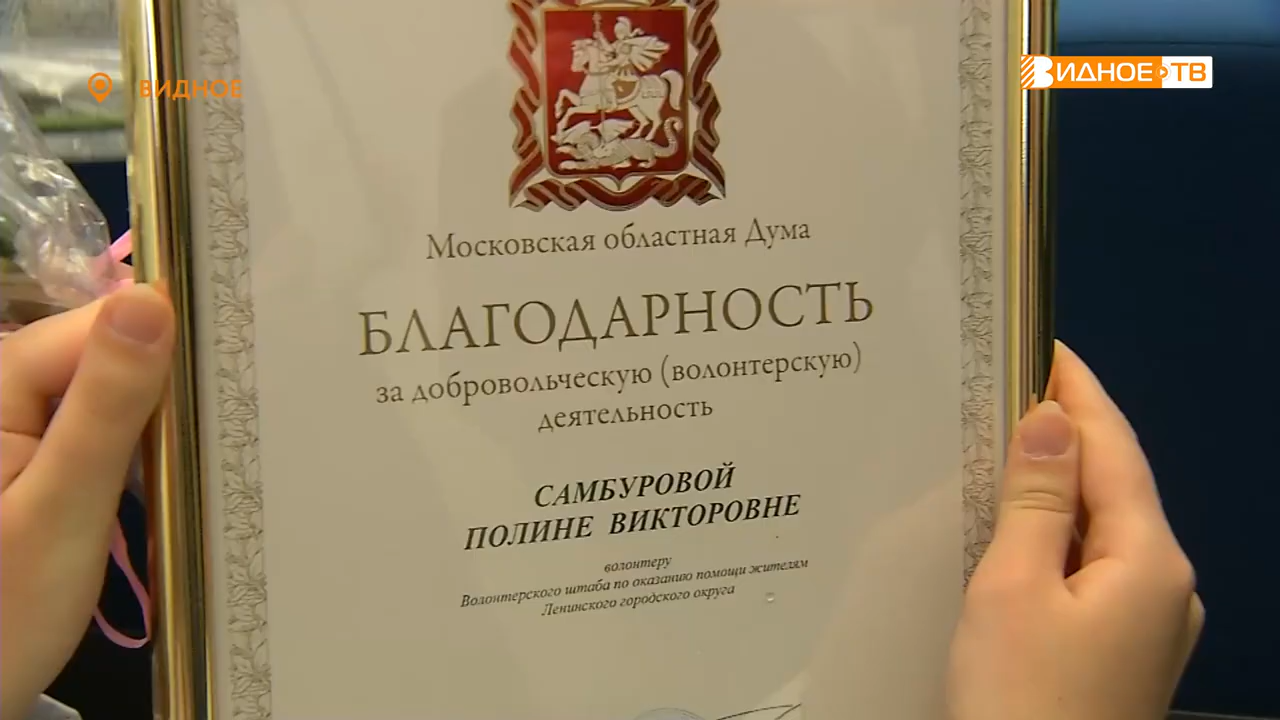 ВИДНОЕ
ВИДНОЕ ТВ
Московская областная Дума
БЛАГОДАРНОСТЬ
за добровольческую (волонтерскую)
деятельность
САМБУРОВОЙ
ПОЛИНЕ ВИКТОРОВНЕ
волонтеру
Волонтерского штаба по оказанию помощи жителям
Ленинского городского округа